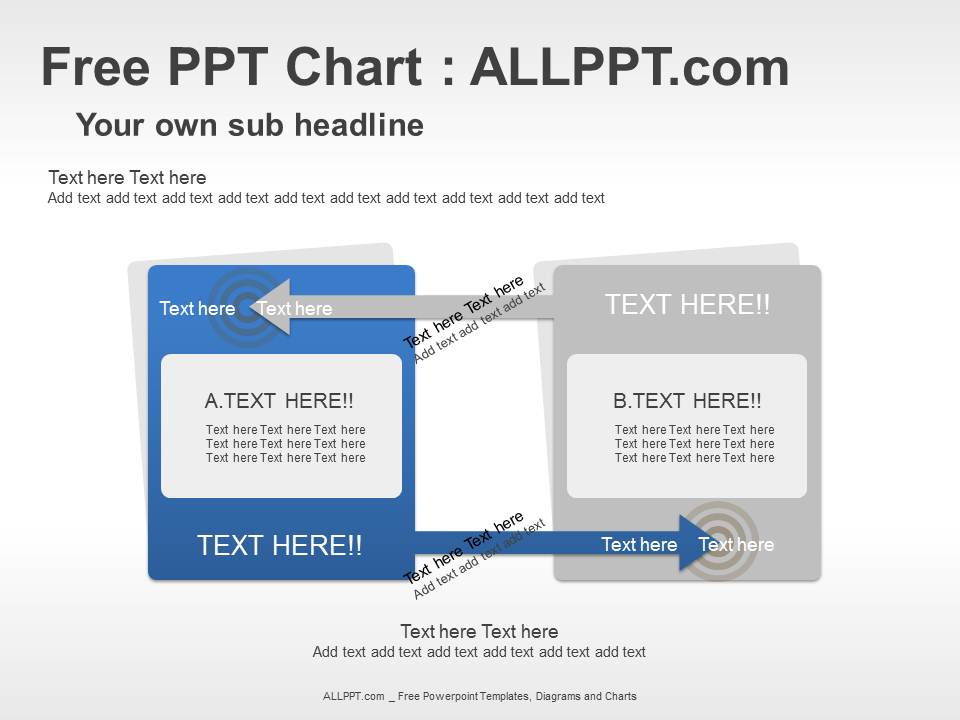 Free PPT Chart : ALLPPT.com
Your own sub headline
Text here Text here
Add text add text add text add text add text add text add text add text add text add text
Text here Text here
Text here Text here
Add text add text add text
TEXT HERE!!
A.TEXT HERE!!
Text here Text here Text here
Text here Text here Text here
Text here Text here Text here
B.TEXT HERE!!
Text here Text here Text here
Text here Text here Text here
Text here Text here Text here
TEXT HERE!!
Text here Text here
Add text add text add text
Text here Text here
Text here Text here
Add text add text add text add text add text add text
ALLPPT.com _ Free Powerpoint Templates, Diagrams and Charts